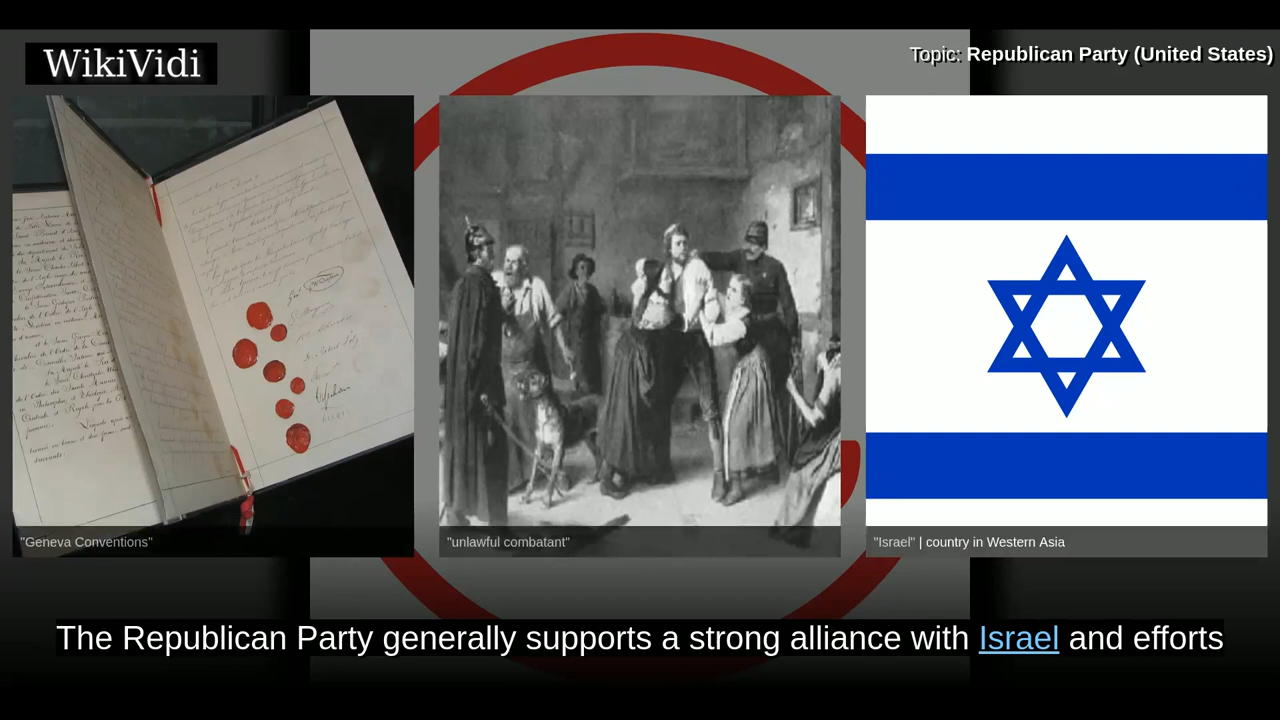 WikiVidi
Topic: Republican Party (United States)
"Geneva Conventions"
"unlawful combatant"
"Israel" | country in Western Asia
The Republican Party generally supports a strong alliance with Israel and efforts